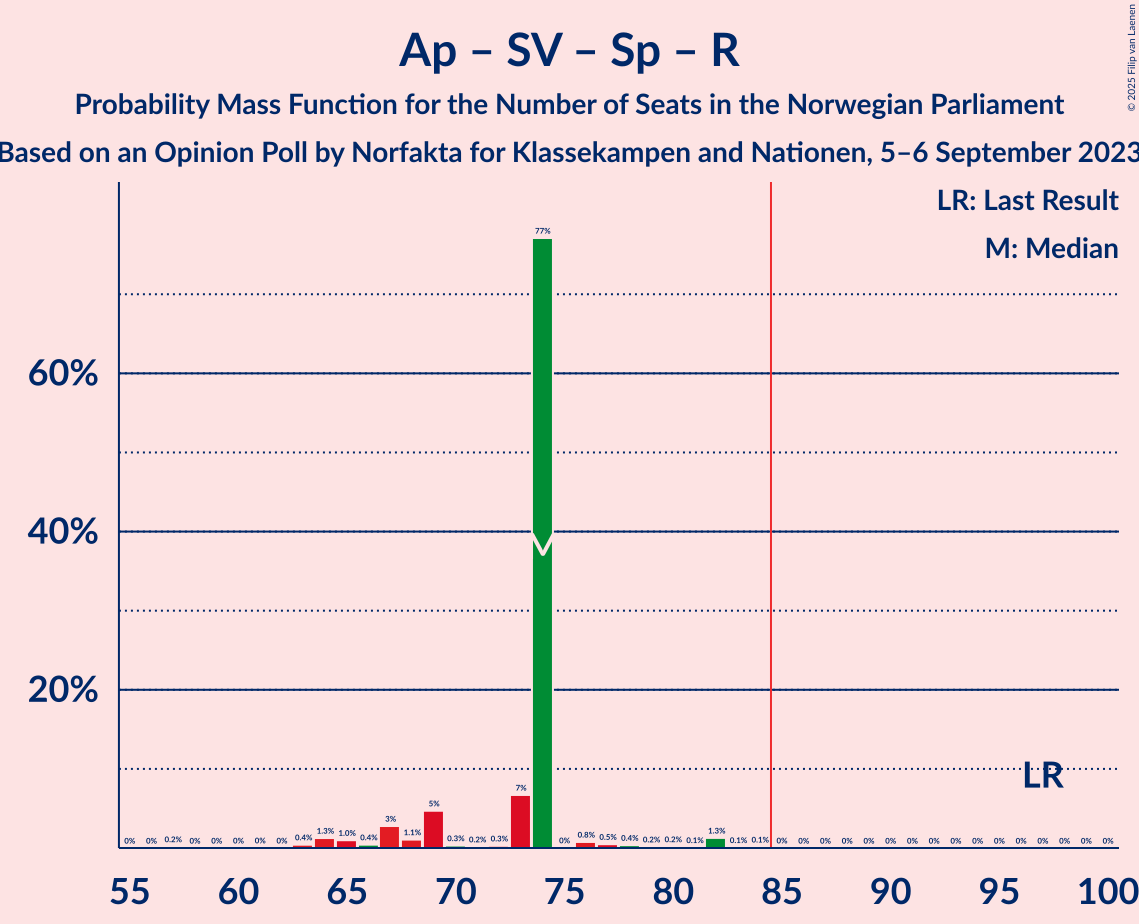 © 2025 Filip van Laenen
Ap – SV – Sp – R
Probability Mass Function for the Number of Seats in the Norwegian Parliament
Based on an Opinion Poll by Norfakta for Klassekampen and Nationen, 5–6 September 2023
LR: Last Result
M: Median
77%
60%
40%
20%
LR
0% 0% 0.2% 0% 0% 0% 0% 0% 0.4% 1.3% 1.0% 0.4% 3% 1.1% 5% 0.3% 0.2% 0.3% 7% 0% 0.8% 0.5% 0.4% 0.2% 0.2% 0.1% 1.3% 0.1% 0.1% 0% 0% 0% 0% 0% 0% 0% 0% 0% 0% 0% 0% 0% 0% 0% 0%
55 60 65 70 75 80 85 90 95 100